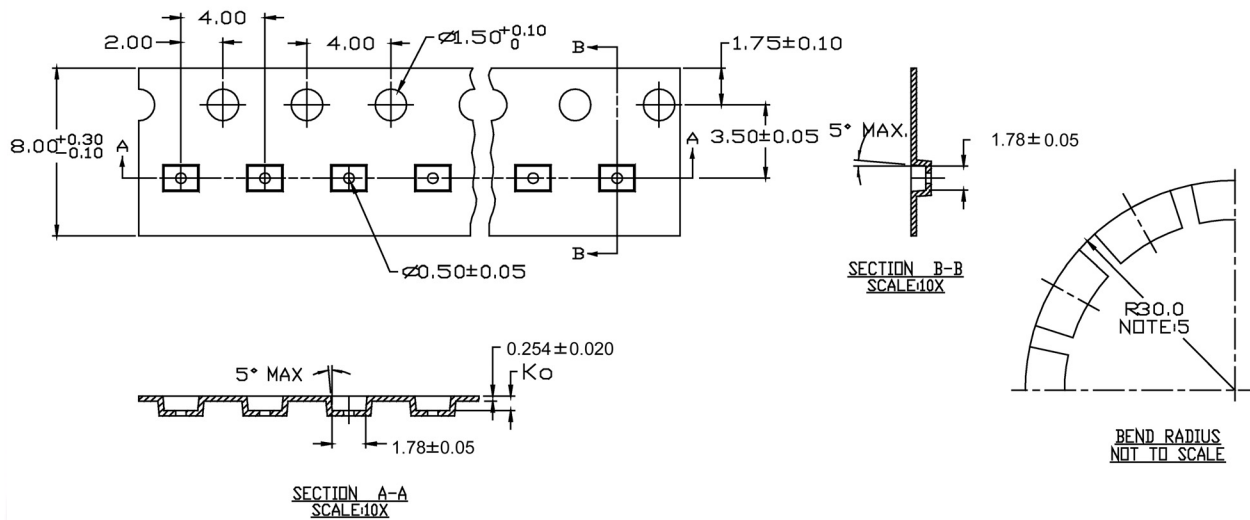 4.00
2.00
4.00
⌀1.50 +0.10
0
B
1.75±0.10
8.00 +0.30
-0.10
A
A
3.50±0.05
5° MAX.
1.78±0.05
B
⌀0.50±0.05
SECTION B-B
SCALE:10X
R30.0
NOTE:5
0.254±0.020
5° MAX
Ko
1.78±0.05
BEND RADIUS
NOT TO SCALE
SECTION A-A
SCALE:10X